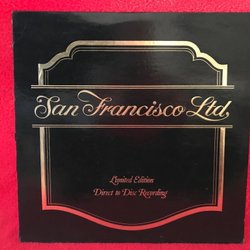 San Francisco Ltd
Limited Edition
Direct to Disc Recording